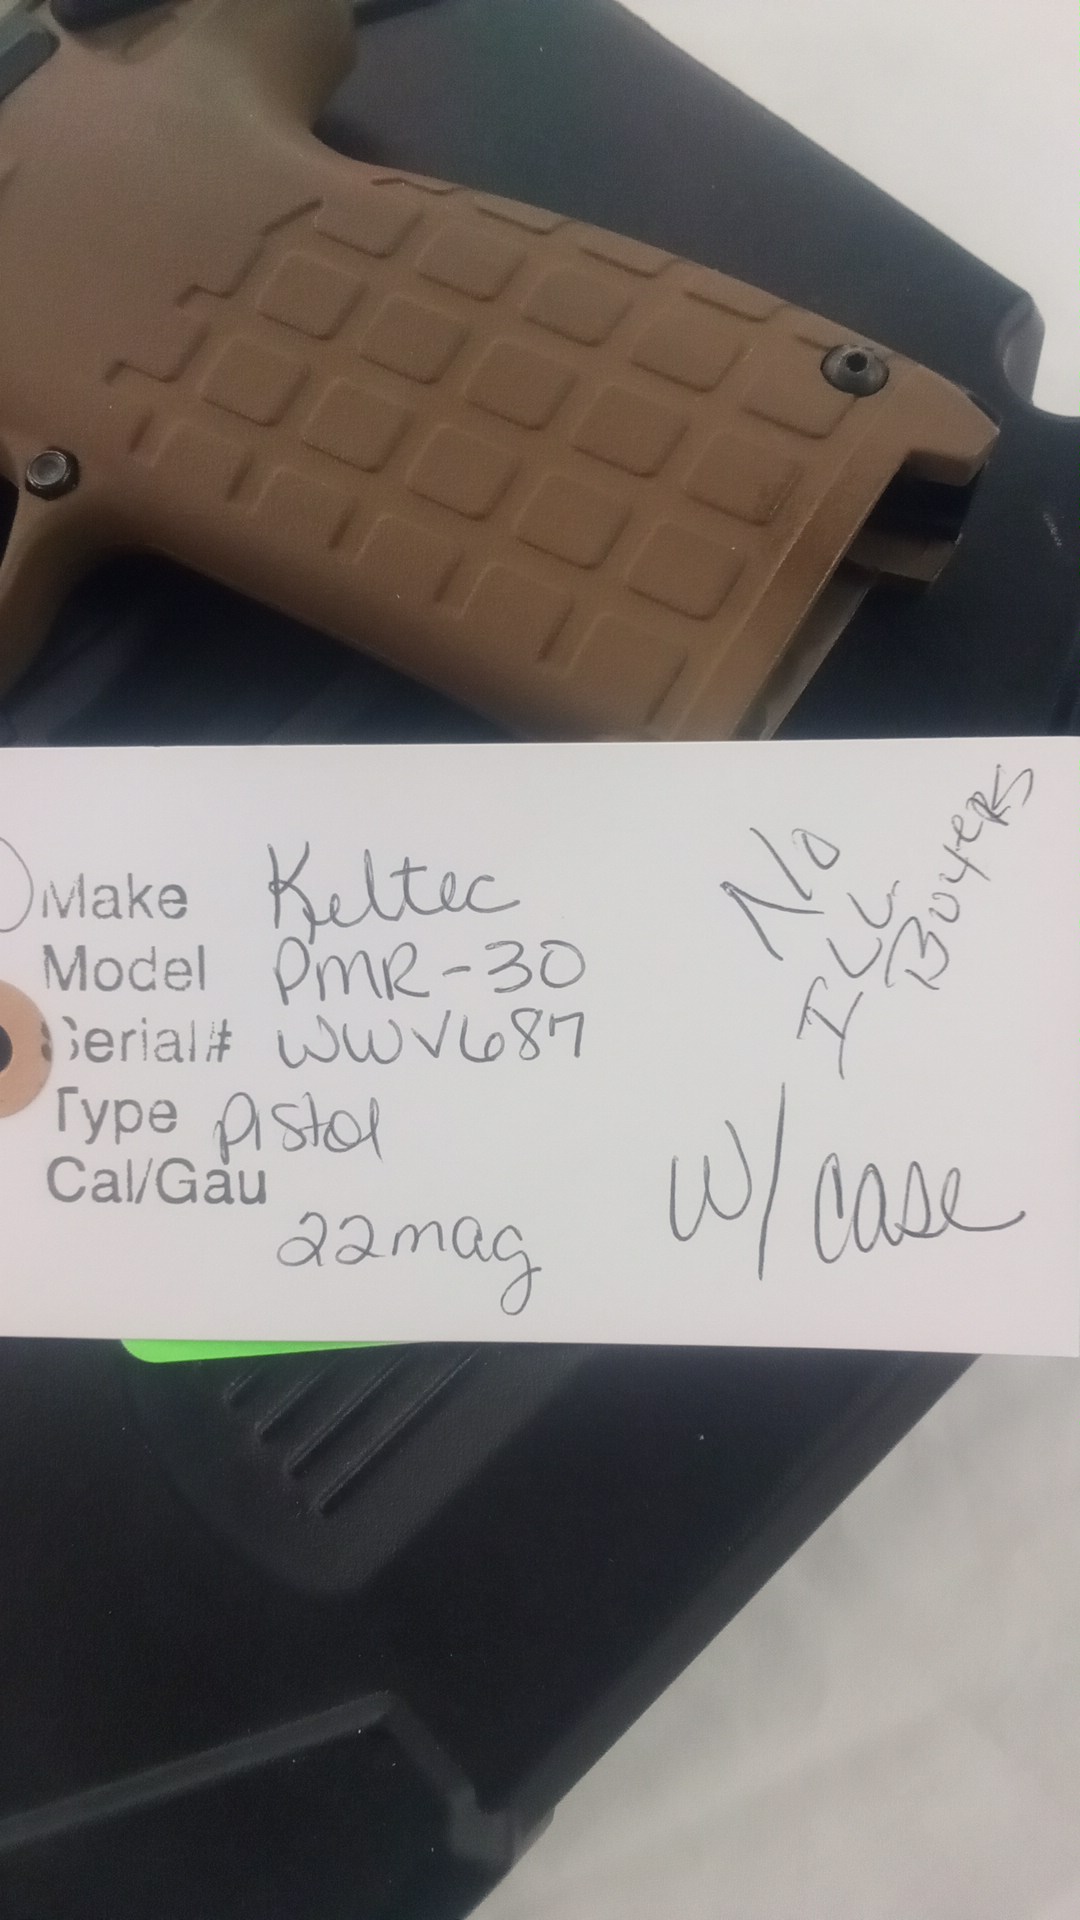 Make Keltec
Model PMR-30
Serial# WWV687
Type Pistol
Cal/Gau
22mag
No
ILL
Buyers
W/ case